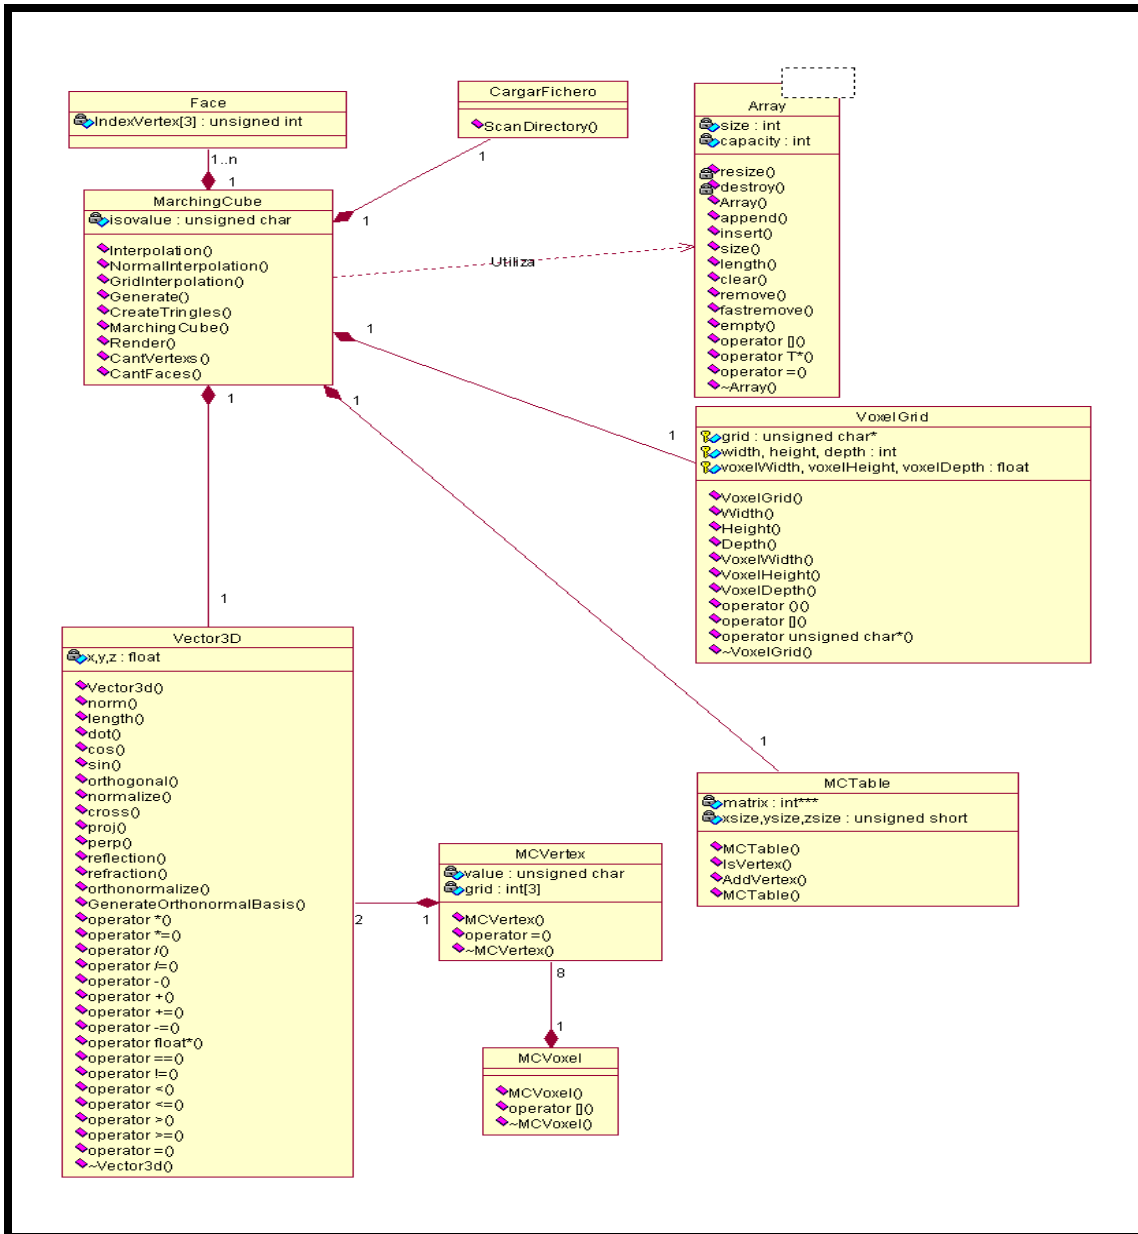 Face
IndexVertex[3] : unsigned int
1..n
1
CargarFichero
ScanDirectory()
1
1
Array
size : int
capacity : int
resize()
destroy()
Array()
append()
insert()
size()
length()
clear()
remove()
fastremove()
empty()
operator []()
operator T*()
operator =()
~Array()
MarchingCube
isovalue : unsigned char
Interpolation()
NormalInterpolation()
GridInterpolation()
Generate()
CreateTringles()
MarchingCube()
Render()
CantVertexs()
CantFaces()
Utiliza
1
1
1
1
VoxelGrid
grid : unsigned char*
width, height, depth : int
voxelWidth, voxelHeight, voxelDepth : float
VoxelGrid()
Width()
Height()
Depth()
VoxelWidth()
VoxelHeight()
VoxelDepth()
operator ()()
operator []()
operator unsigned char*()
~VoxelGrid()
1
1
Vector3D
x,y,z : float
Vector3d()
norm()
length()
dot()
cos()
sin()
orthogonal()
normalize()
cross()
proj()
perp()
reflection()
refraction()
orthonormalize()
GenerateOrthonormalBasis()
operator *()
operator *=()
operator /()
operator /=()
operator -()
operator +()
operator +=()
operator -=()
operator float*()
operator ==()
operator !=()
operator <()
operator <=()
operator >()
operator >=()
operator =()
~Vector3d()
MCTable
matrix : int***
xsize,ysize,zsize : unsigned short
MCTable()
IsVertex()
AddVertex()
MCTable()
MCVertex
value : unsigned char
grid : int[3]
MCVertex()
operator =()
~MCVertex()
2
1
8
1
MCVoxel
MCVoxel()
operator []()
~MCVoxel()